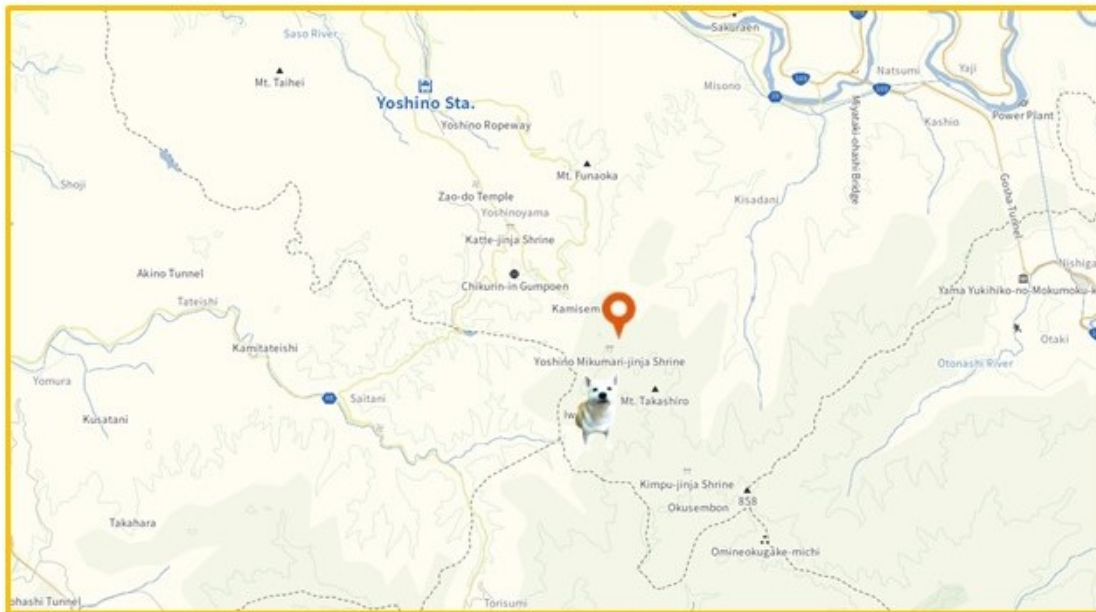 Sakuraen
Saso River
Mt. Taihei
Natsumi
Yaji
Misono
Yoshino Sta.
Power Plant
Kashio
Yoshino Ropeway
Miyataki-ohashi Bridge
Mt. Funaoka
Shoji
Zao-do Temple
Kisadani
Gosha Tunnel
Yoshinoyama
Katte-jinja Shrine
Nishiga
Akino Tunnel
Chikurin-in Gumpoen
Yama Yukihiko-no-Mokumoku-k
Tateishi
Kamisem
Otaki
Kamitateishi
Yoshino Mikumari-jinja Shrine
Otonashi River
Yomura
Saitani
Mt. Takashiro
Iw
Kusatani
Kimpu-jinja Shrine
858
Okusembon
Takahara
Omineokugake-michi
ohashi Tunnel
Torisumi